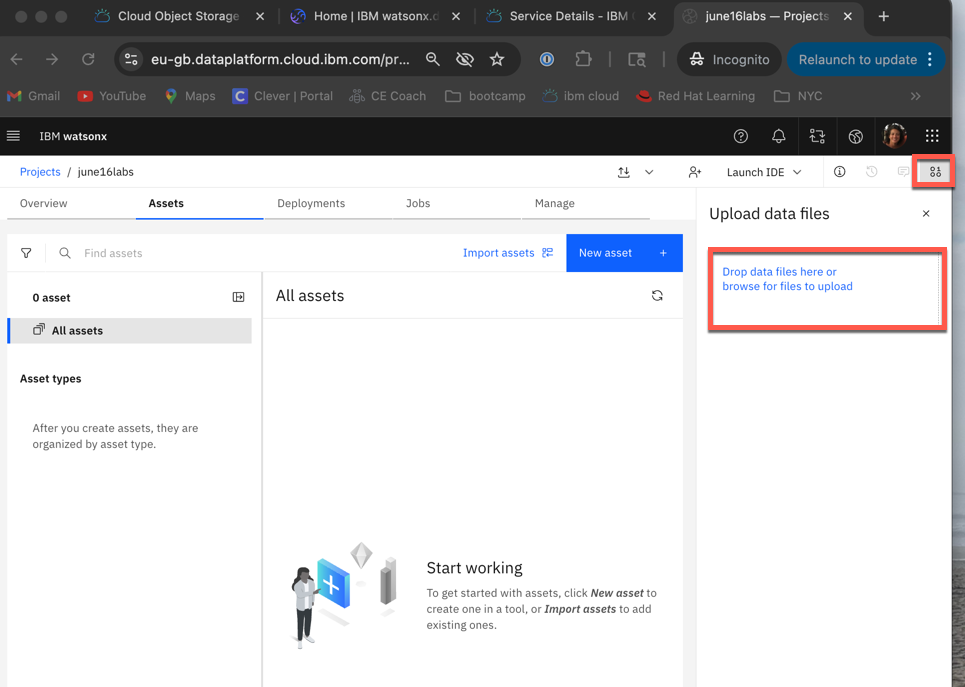 Cloud Object Storage
Home | IBM watsonx.d
Service Details - IBM C
june16labs — Projects
eu-gb.dataplatform.cloud.ibm.com/pr...
Incognito
Relaunch to update
Gmail
YouTube
Maps
C Clever | Portal
CE Coach
bootcamp
ibm cloud
Red Hat Learning
NYC
IBM watsonx
Projects / june16labs
Launch IDE
Overview
Assets
Deployments
Jobs
Manage
Upload data files
Find assets
Import assets
New asset +
Drop data files here or
browse for files to upload
0 asset
All assets
All assets
Asset types
After you create assets, they are
organized by asset type.
Start working
To get started with assets, click New asset to
create one in a tool, or Import assets to add
existing ones.